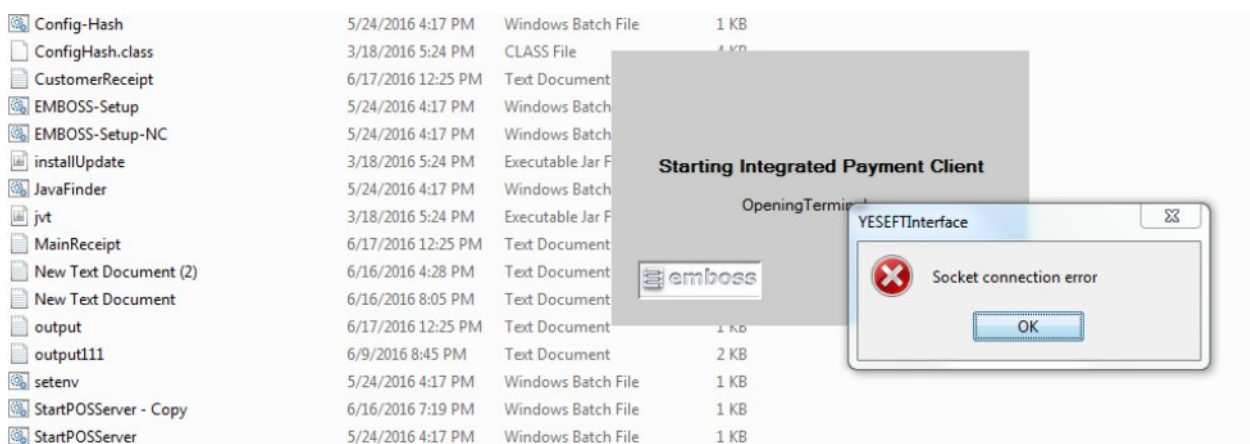 Config-Hash 5/24/2016 4:17 PM Windows Batch File 1 KB
ConfigHash.class 3/18/2016 5:24 PM CLASS File 4 KB
CustomerReceipt 6/17/2016 12:25 PM Text Document
EMBOSS-Setup 5/24/2016 4:17 PM Windows Batch
EMBOSS-Setup-NC 5/24/2016 4:17 PM Windows Batch
installUpdate 3/18/2016 5:24 PM Executable Jar F
JavaFinder 5/24/2016 4:17 PM Windows Batch
jvt 3/18/2016 5:24 PM Executable Jar F
MainReceipt 6/17/2016 12:25 PM Text Document
New Text Document (2) 6/16/2016 4:28 PM Text Document
New Text Document 6/16/2016 8:05 PM Text Document
output 6/17/2016 12:25 PM Text Document 1 KB
output111 6/9/2016 8:45 PM Text Document 2 KB
setenv 5/24/2016 4:17 PM Windows Batch File 1 KB
StartPOSServer - Copy 6/16/2016 7:19 PM Windows Batch File 1 KB
StartPOSServer 5/24/2016 4:17 PM Windows Batch File 1 KB
Starting Integrated Payment Client
OpeningTerminal
emboss
YESEFTInterface
Socket connection error
OK